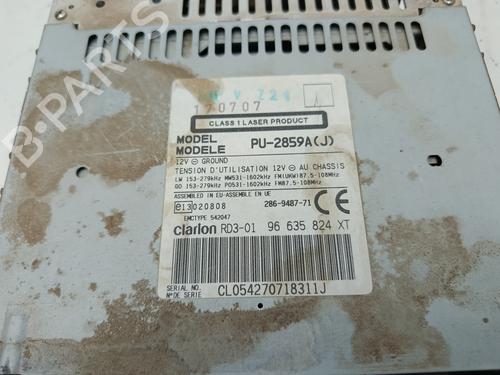 170707
CLASS 1 LASER PRODUCT
MODEL
MODELE
PU-2859A(J)
12V ⊖ GROUND
TENSION D'UTILISATION 12V ⊖ AU CHASSIS
LW 153-279kHz MW531-1602kHz FM(UKW)87.5-108MHz
GO 153-279kHz PO531-1602kHz FM87.5-108MHz
ASSEMBLED IN EU-ASSEMBLE EN UE
e13 020808
286-9487-71 CE
EMCTYPE 542047
Clarion RD3-01 96 635 824 XT
SERIAL NO.
N° DE SERIE
CL054270718311J
B-PARTS